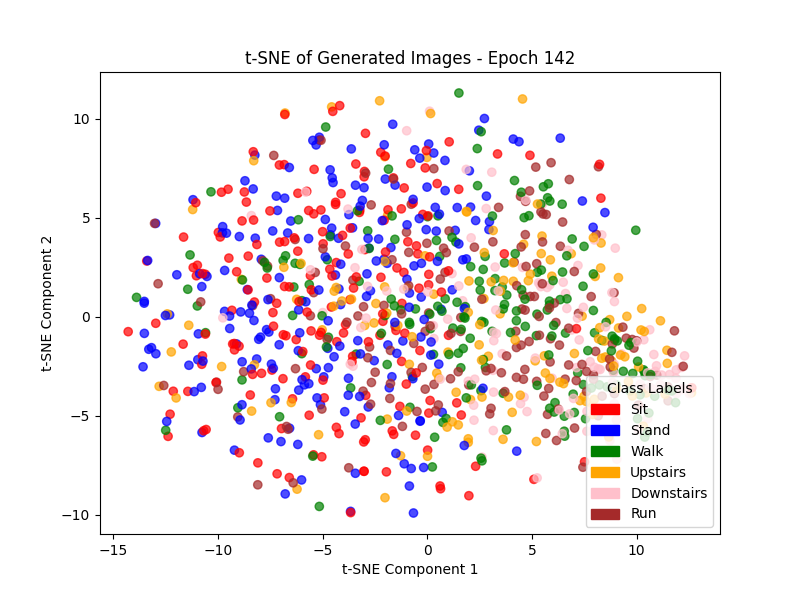 t-SNE of Generated Images - Epoch 142
t-SNE Component 2
10
5
0
−5
−10
−15
−10
−5
0
5
10
t-SNE Component 1
Class Labels
Sit
Stand
Walk
Upstairs
Downstairs
Run